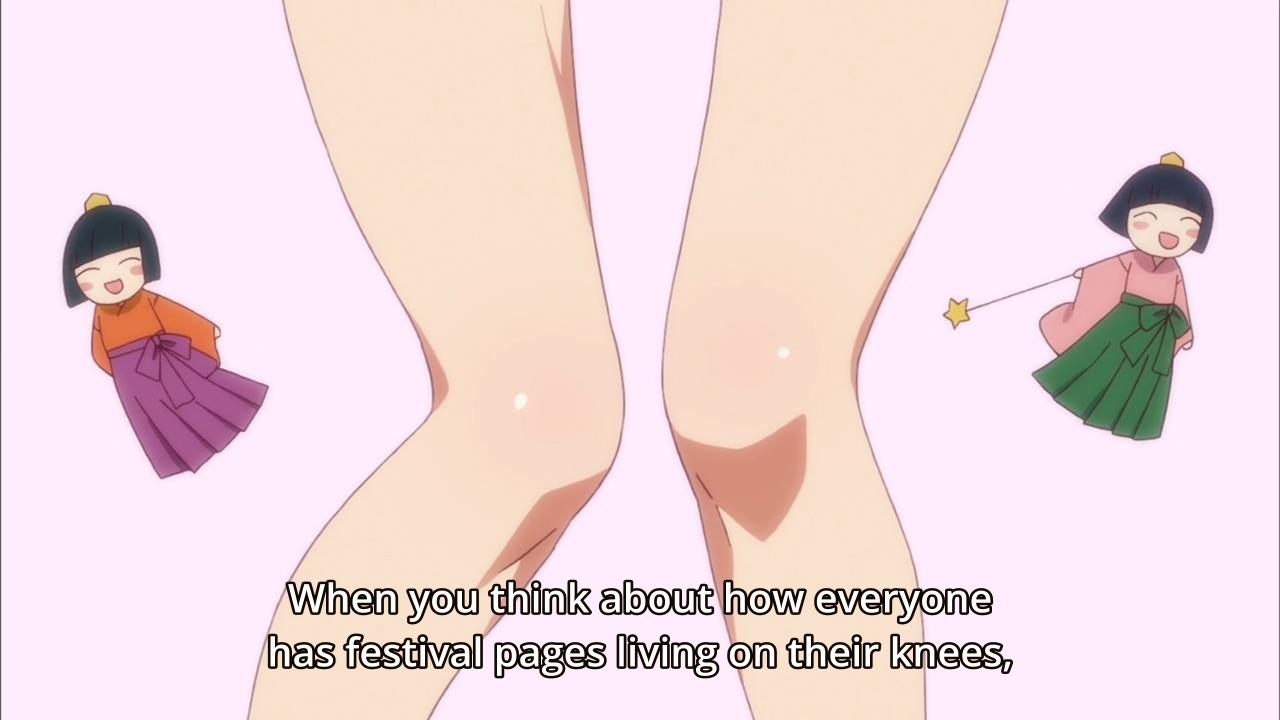 When you think about how everyone
has festival pages living on their knees,